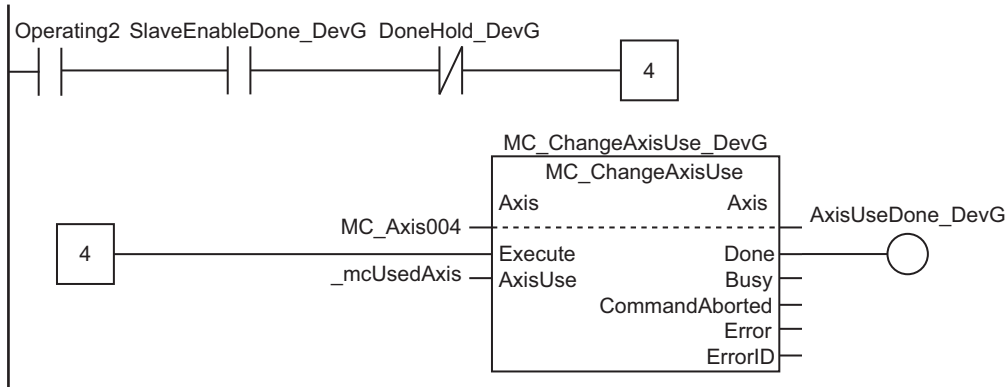 Operating2 SlaveEnableDone_DevG DoneHold_DevG
4
MC_ChangeAxisUse_DevG
MC_ChangeAxisUse
Axis Axis
MC_Axis004
AxisUseDone_DevG
4
Execute Done
_mcUsedAxis AxisUse Busy
CommandAborted
Error
ErrorID